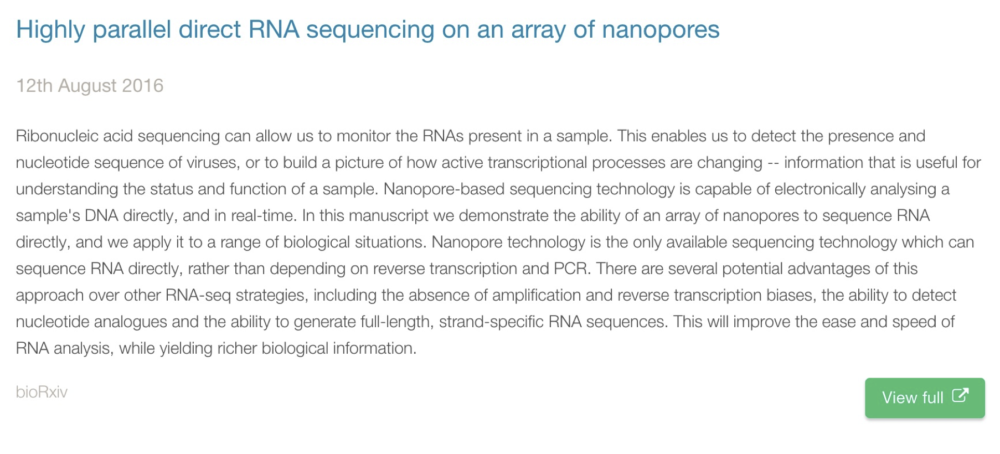 Highly parallel direct RNA sequencing on an array of nanopores
12th August 2016
Ribonucleic acid sequencing can allow us to monitor the RNAs present in a sample. This enables us to detect the presence and
nucleotide sequence of viruses, or to build a picture of how active transcriptional processes are changing -- information that is useful for
understanding the status and function of a sample. Nanopore-based sequencing technology is capable of electronically analysing a
sample's DNA directly, and in real-time. In this manuscript we demonstrate the ability of an array of nanopores to sequence RNA
directly, and we apply it to a range of biological situations. Nanopore technology is the only available sequencing technology which can
sequence RNA directly, rather than depending on reverse transcription and PCR. There are several potential advantages of this
approach over other RNA-seq strategies, including the absence of amplification and reverse transcription biases, the ability to detect
nucleotide analogues and the ability to generate full-length, strand-specific RNA sequences. This will improve the ease and speed of
RNA analysis, while yielding richer biological information.
bioRxiv
View full